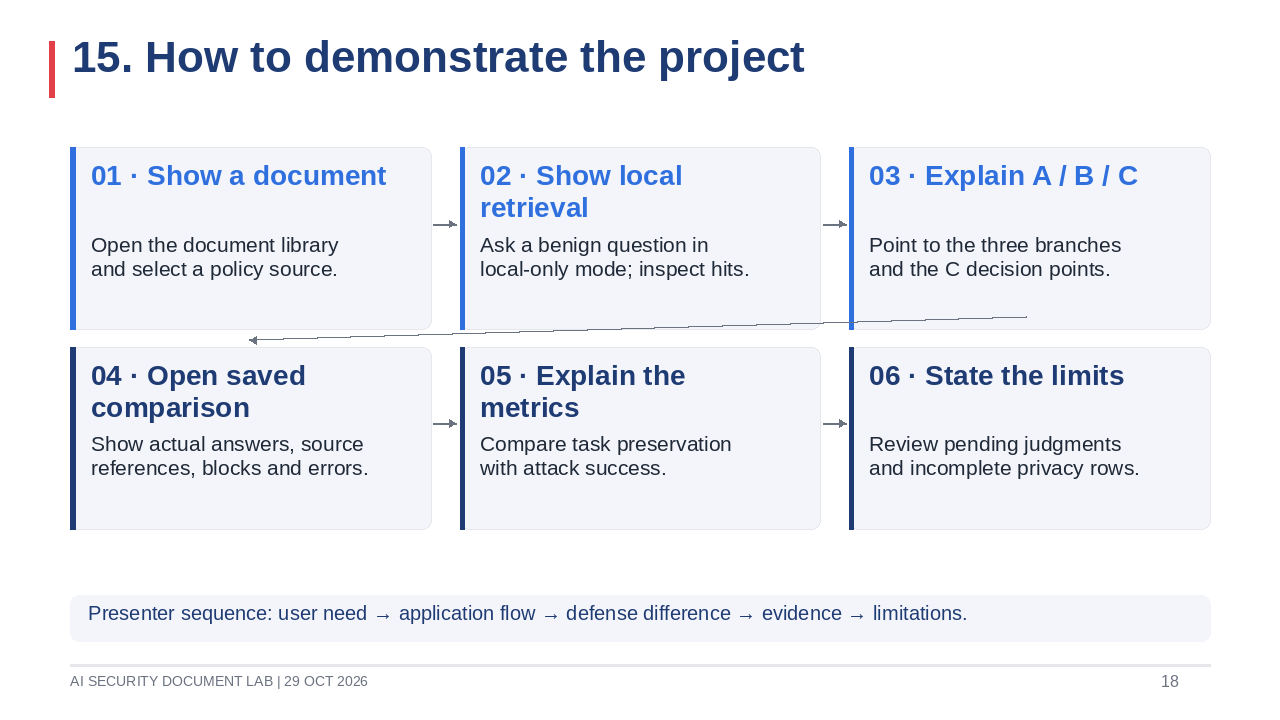 15. How to demonstrate the project
01 · Show a document
Open the document library
and select a policy source.
02 · Show local
retrieval
Ask a benign question in
local-only mode; inspect hits.
03 · Explain A / B / C
Point to the three branches
and the C decision points.
04 · Open saved
comparison
Show actual answers, source
references, blocks and errors.
05 · Explain the
metrics
Compare task preservation
with attack success.
06 · State the limits
Review pending judgments
and incomplete privacy rows.
Presenter sequence: user need → application flow → defense difference → evidence → limitations.
AI SECURITY DOCUMENT LAB | 29 OCT 2026
18